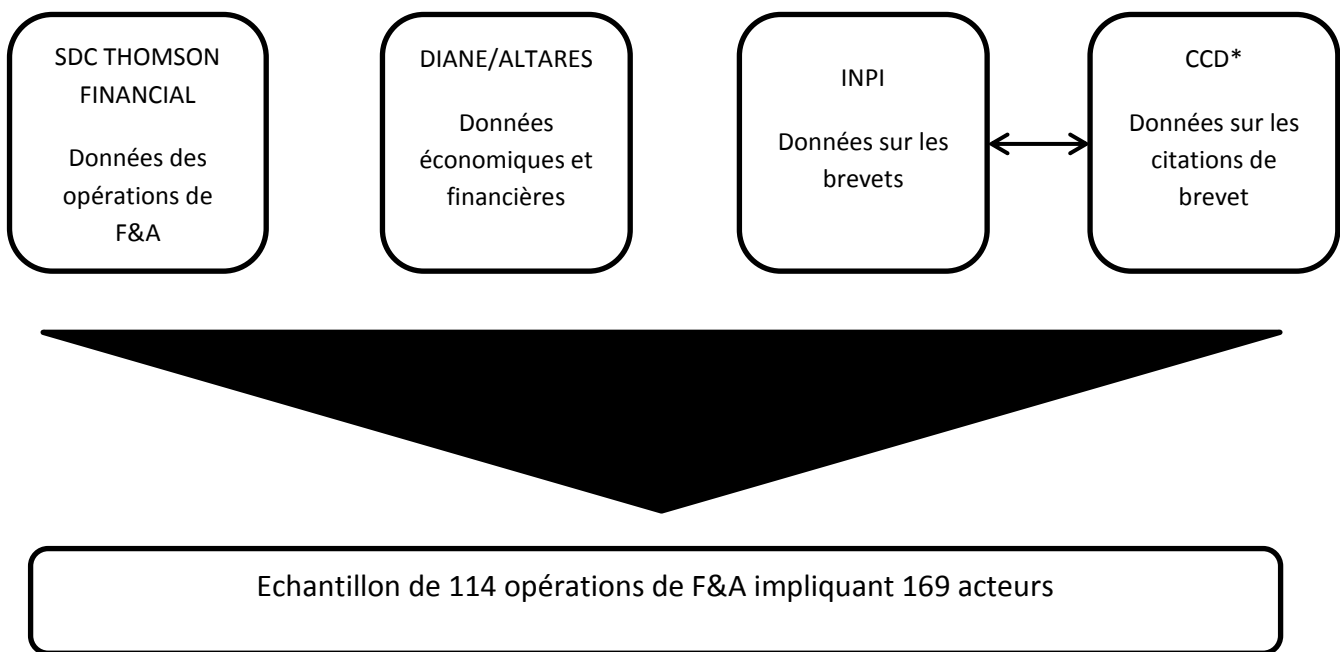 SDC THOMSON
FINANCIAL
Données des
opérations de
F&A
DIANE/ALTARES
Données
économiques et
financières
INPI
Données sur les
brevets
CCD*
Données sur les
citations de
brevet
Echantillon de 114 opérations de F&A impliquant 169 acteurs